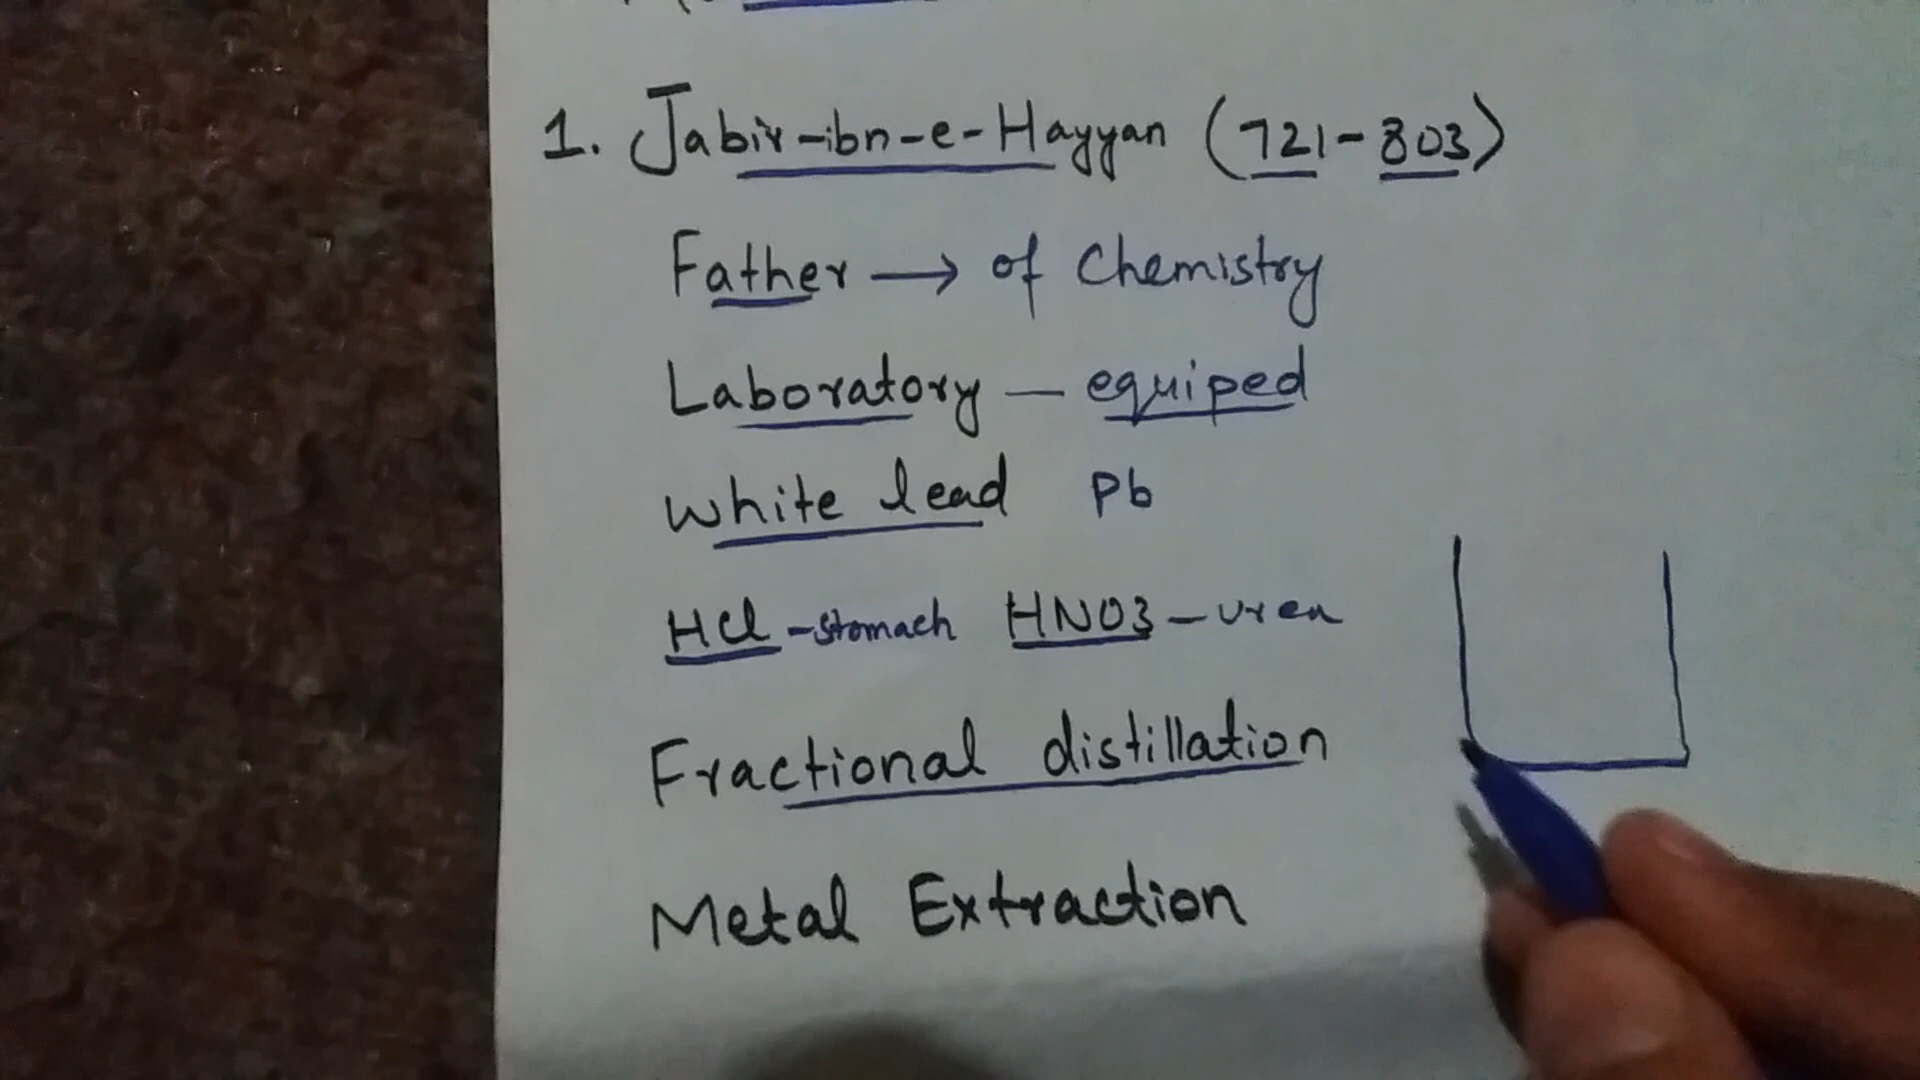 1. Jabir-ibn-e-Hayyan (721-803)
Father → of Chemistry
Laboratory – equiped
White lead Pb
HCl - stomach HNO3 – urea
Fractional distillation
Metal Extraction